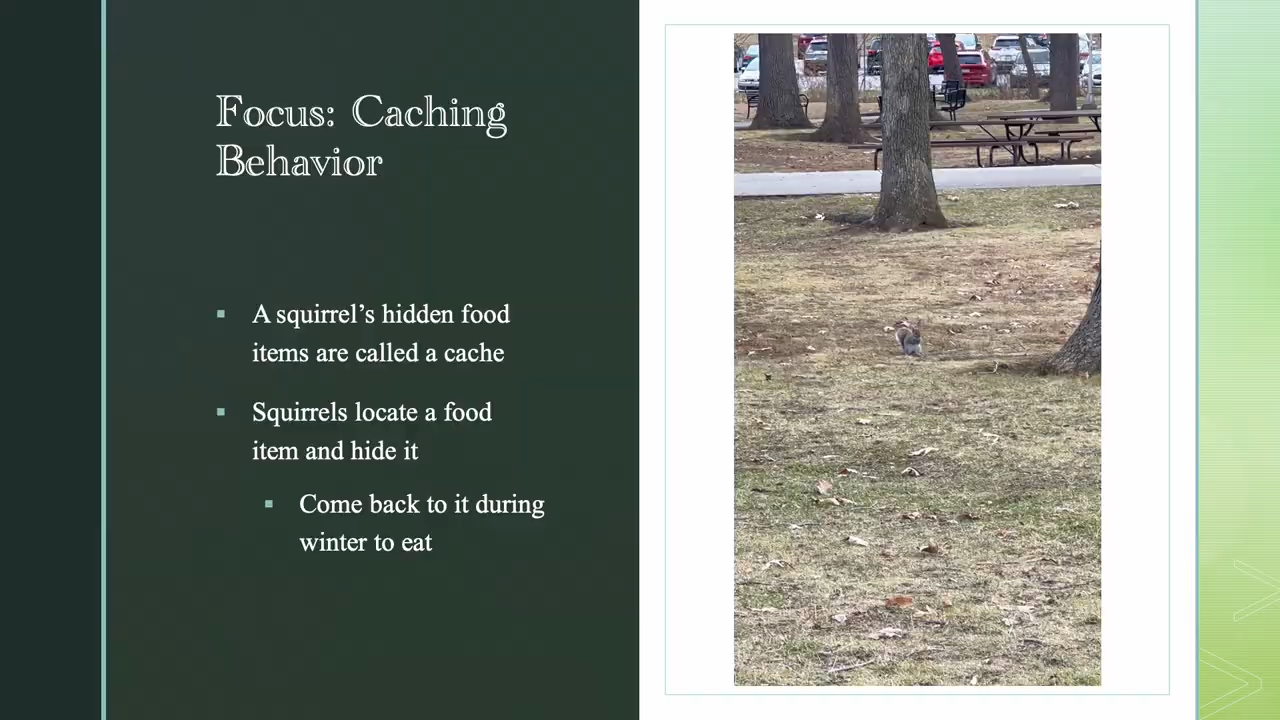 Focus: Caching
Behavior
A squirrel’s hidden food
items are called a cache
Squirrels locate a food
item and hide it
Come back to it during
winter to eat